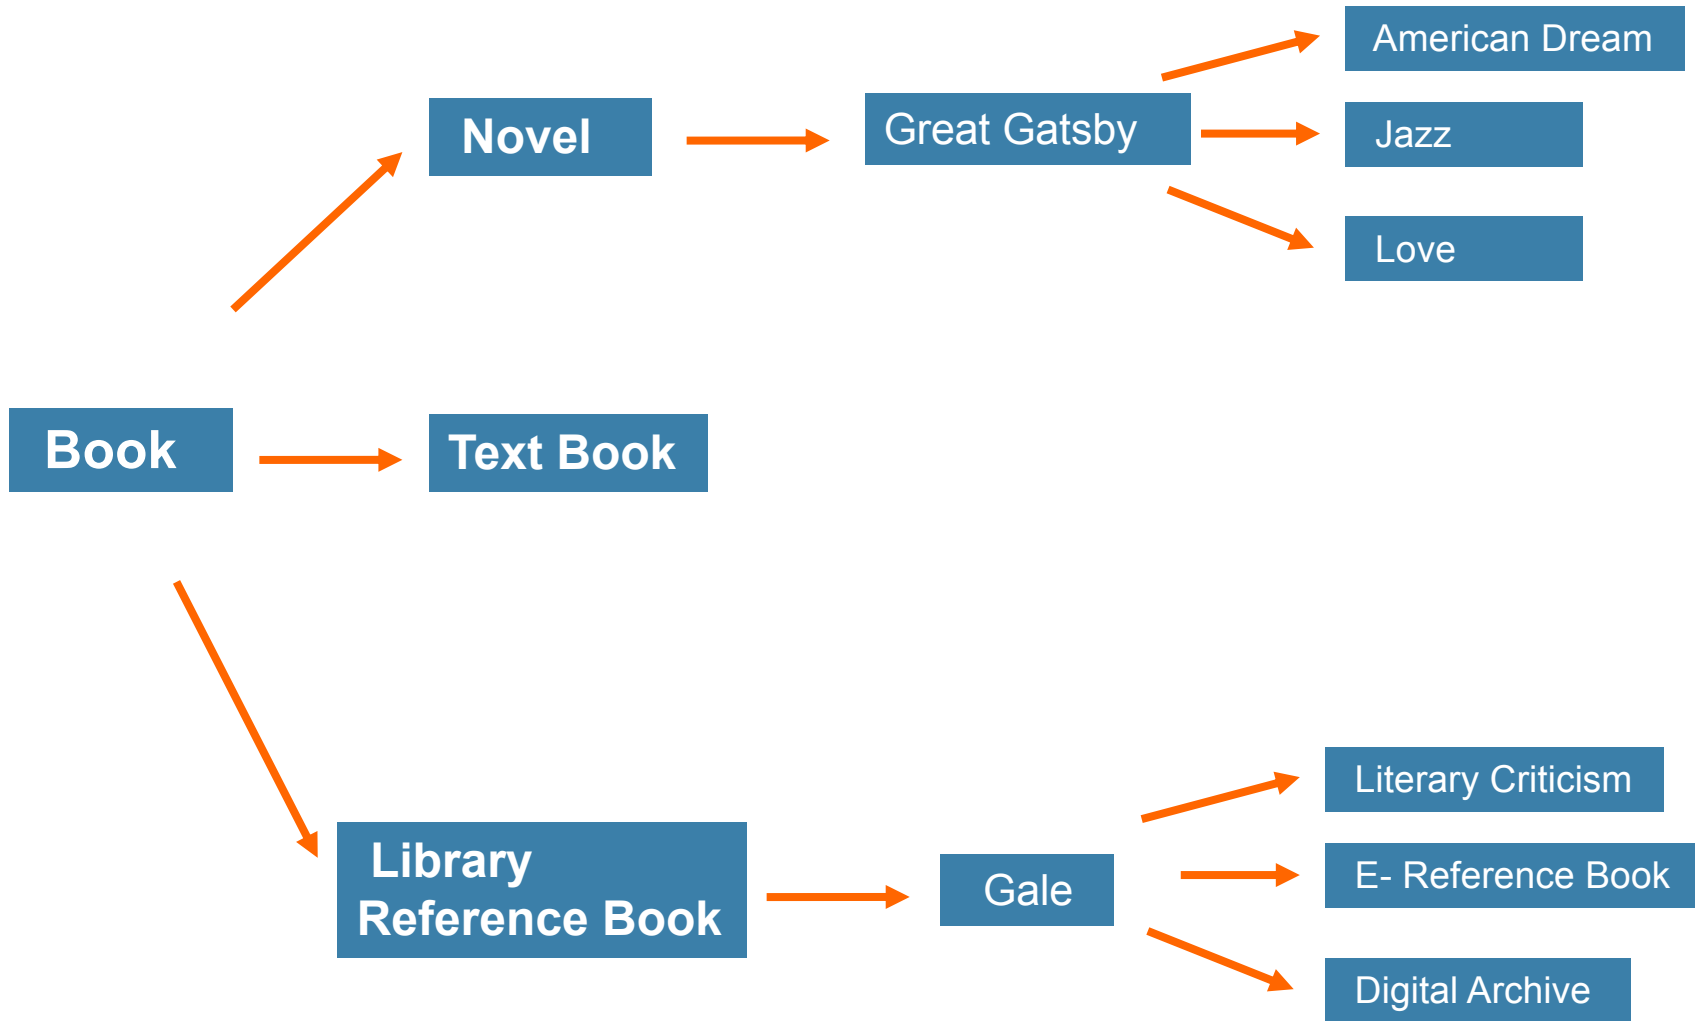 American Dream
Novel
Great Gatsby
Jazz
Love
Book
Text Book
Literary Criticism
Library
Reference Book
Gale
E- Reference Book
Digital Archive